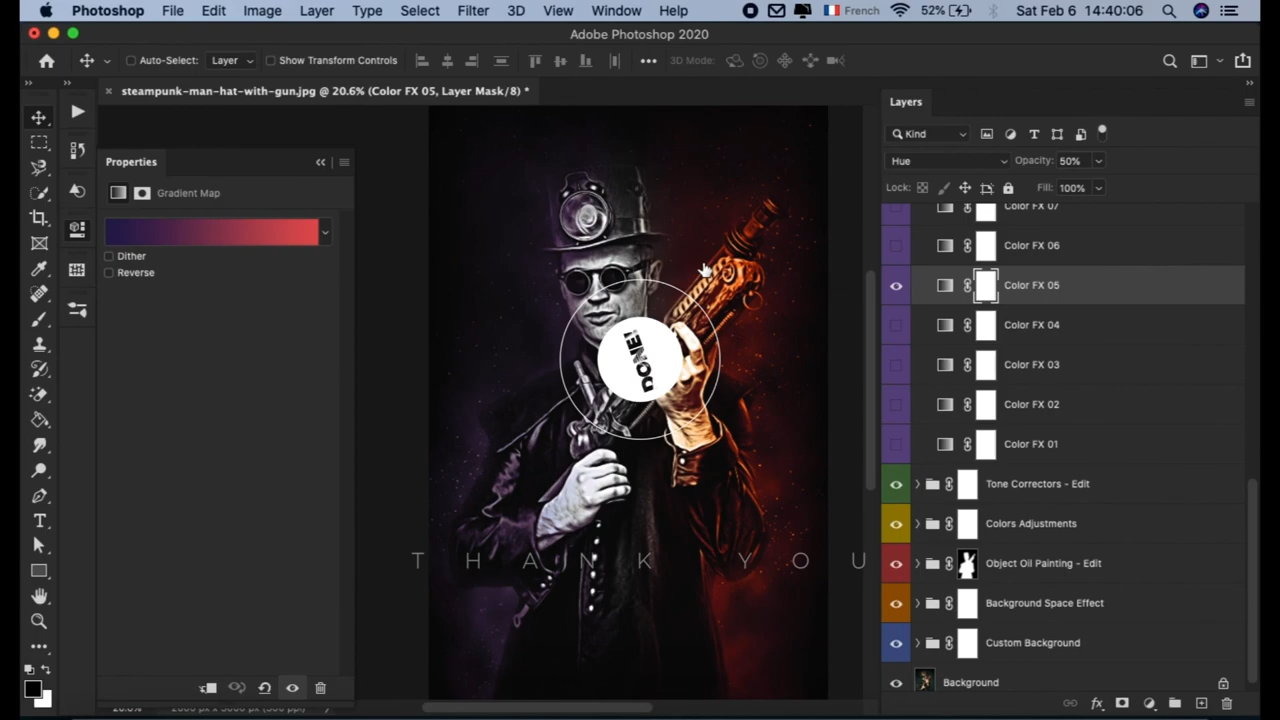 Photoshop File Edit Image Layer Type Select Filter 3D View Window Help French 52% Sat Feb 6 14:40:06
Adobe Photoshop 2020
Auto-Select: Layer Show Transform Controls 3D Mode:
steampunk-man-hat-with-gun.jpg @ 20.6% (Color FX 05, Layer Mask/8) *
Layers
Kind
Properties
Hue Opacity: 50%
Gradient Map
Lock: Fill: 100%
Color FX 07
Color FX 06
Dither
Reverse
Color FX 05
Color FX 04
DONE!
Color FX 03
Color FX 02
Color FX 01
Tone Correctors - Edit
Colors Adjustments
THANK YOU
Object Oil Painting - Edit
Background Space Effect
Custom Background
Background